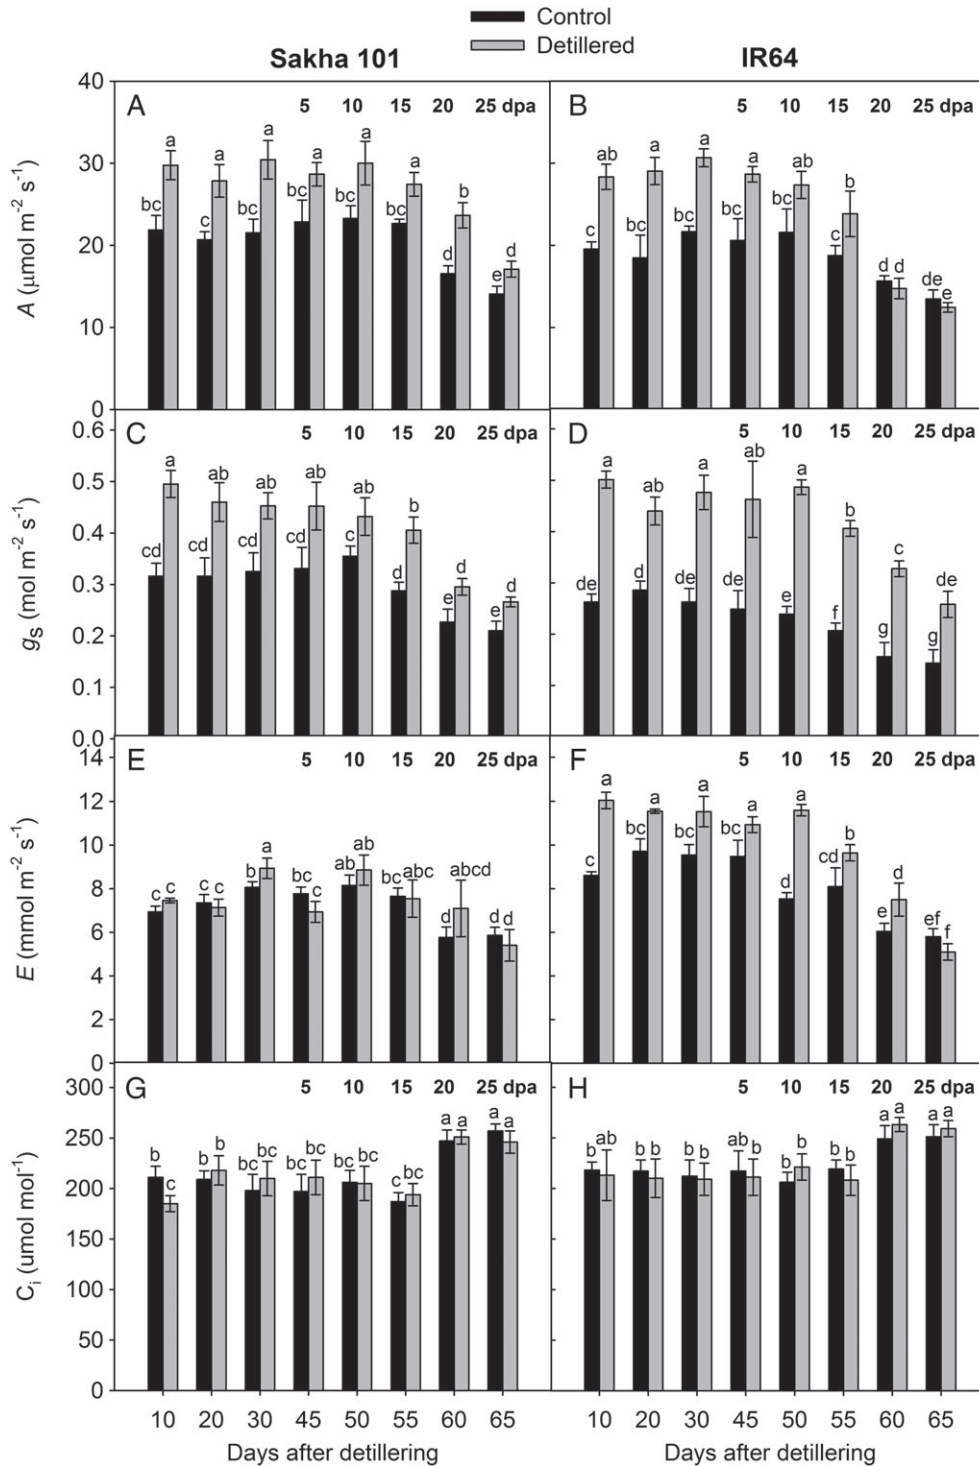 Control
Detillered
Sakha 101 IR64
A 5 10 15 20 25 dpa
B 5 10 15 20 25 dpa
A (μmol m-2 s-1)
40
30
20
10
0
bc a c a bc a bc a bc a bc a d b e d
c ab c a bc a bc a bc ab c b d d de e
C 5 10 15 20 25 dpa
D 5 10 15 20 25 dpa
gs (mol m-2 s-1)
0.6
0.5
0.4
0.3
0.2
0.1
0.0
cd a cd ab cd ab cd ab c ab d b e d e d
de a d ab de a de ab e a f b g c g de
E 5 10 15 20 25 dpa
F 5 10 15 20 25 dpa
E (mmol m-2 s-1)
14
12
10
8
6
4
2
0
c c c c b a bc c ab ab bc abc d abcd d d
c a bc a bc a bc a d a cd b e d ef f
G 5 10 15 20 25 dpa
H 5 10 15 20 25 dpa
Ci (umol mol-1)
300
250
200
150
100
50
0
b c b b bc bc bc bc bc bc c bc a a a a
b ab b b b b ab b b b b b a a a a
10 20 30 45 50 55 60 65
10 20 30 45 50 55 60 65
Days after detillering
Days after detillering